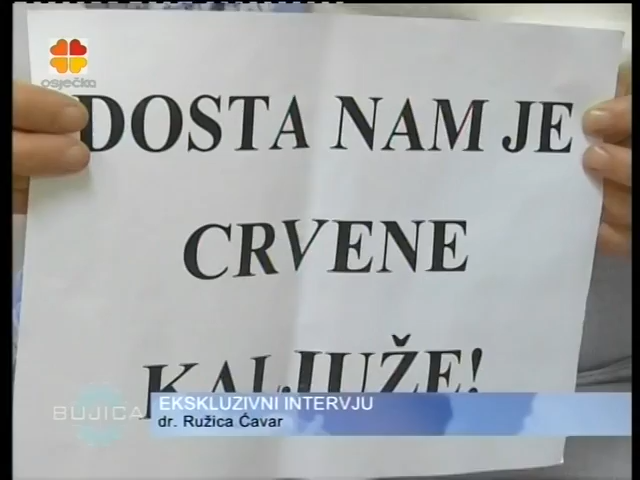 osječka
DOSTA NAM JE
CRVENE
KALJUŽE!
BUJICA
EKSKLUZIVNI INTERVJU
dr. Ružica Ćavar